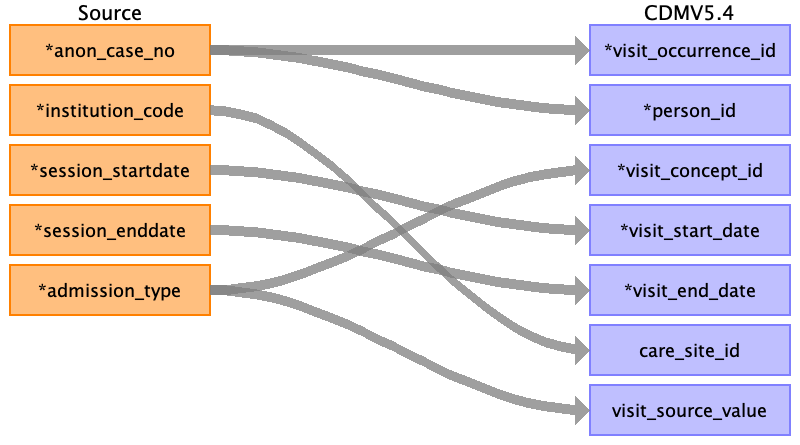 Source
CDMV5.4
*anon_case_no
*visit_occurrence_id
*institution_code
*person_id
*session_startdate
*visit_concept_id
*session_enddate
*visit_start_date
*admission_type
*visit_end_date
care_site_id
visit_source_value